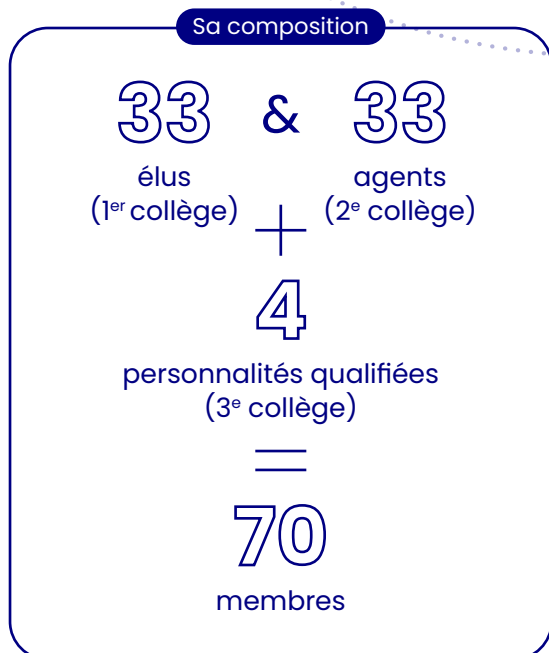 Sa composition
33 & 33
élus agents
(1er collège) (2e collège)
+
4
personnalités qualifiées
(3e collège)
=
70
membres